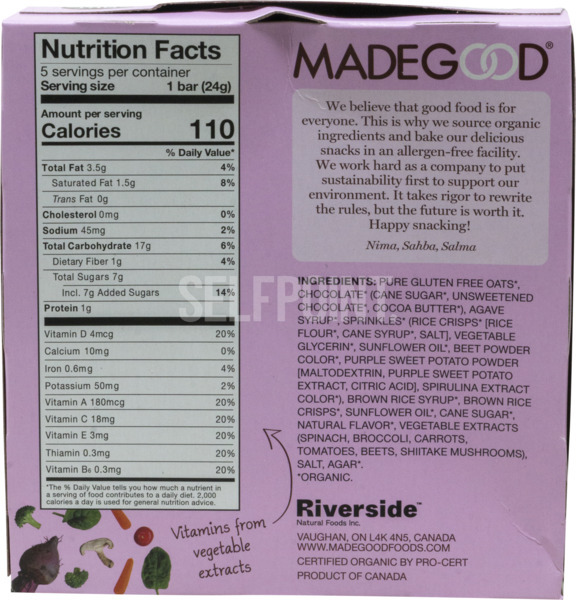 Nutrition Facts
5 servings per container
Serving size 1 bar (24g)
Amount per serving
Calories 110
% Daily Value*
Total Fat 3.5g 4%
Saturated Fat 1.5g 8%
Trans Fat 0g
Cholesterol 0mg 0%
Sodium 45mg 2%
Total Carbohydrate 17g 6%
Dietary Fiber 1g 4%
Total Sugars 7g
Incl. 7g Added Sugars 14%
Protein 1g
Vitamin D 4mcg 20%
Calcium 10mg 0%
Iron 0.6mg 4%
Potassium 50mg 2%
Vitamin A 180mcg 20%
Vitamin C 18mg 20%
Vitamin E 3mg 20%
Thiamin 0.3mg 20%
Vitamin B₆ 0.3mg 20%
*The % Daily Value tells you how much a nutrient in
a serving of food contributes to a daily diet. 2,000
calories a day is used for general nutrition advice.
Vitamins from
vegetable
extracts
MADEGOOD®
We believe that good food is for
everyone. This is why we source organic
ingredients and bake our delicious
snacks in an allergen-free facility.
We work hard as a company to put
sustainability first to support our
environment. It takes rigor to rewrite
the rules, but the future is worth it.
Happy snacking!
Nima, Sahba, Salma
INGREDIENTS: PURE GLUTEN FREE OATS*,
CHOCOLATE* (CANE SUGAR*, UNSWEETENED
CHOCOLATE*, COCOA BUTTER*), AGAVE
SYRUP*, SPRINKLES* (RICE CRISPS* [RICE
FLOUR*, CANE SYRUP*, SALT], VEGETABLE
GLYCERIN*, SUNFLOWER OIL*, BEET POWDER
COLOR*, PURPLE SWEET POTATO POWDER
[MALTODEXTRIN, PURPLE SWEET POTATO
EXTRACT, CITRIC ACID], SPIRULINA EXTRACT
COLOR*), BROWN RICE SYRUP*, BROWN RICE
CRISPS*, SUNFLOWER OIL*, CANE SUGAR*,
NATURAL FLAVOR*, VEGETABLE EXTRACTS
(SPINACH, BROCCOLI, CARROTS,
TOMATOES, BEETS, SHIITAKE MUSHROOMS),
SALT, AGAR*.
*ORGANIC.
Riverside™
Natural Foods Inc.
VAUGHAN, ON L4K 4N5, CANADA
WWW.MADEGOODFOODS.COM
CERTIFIED ORGANIC BY PRO-CERT
PRODUCT OF CANADA